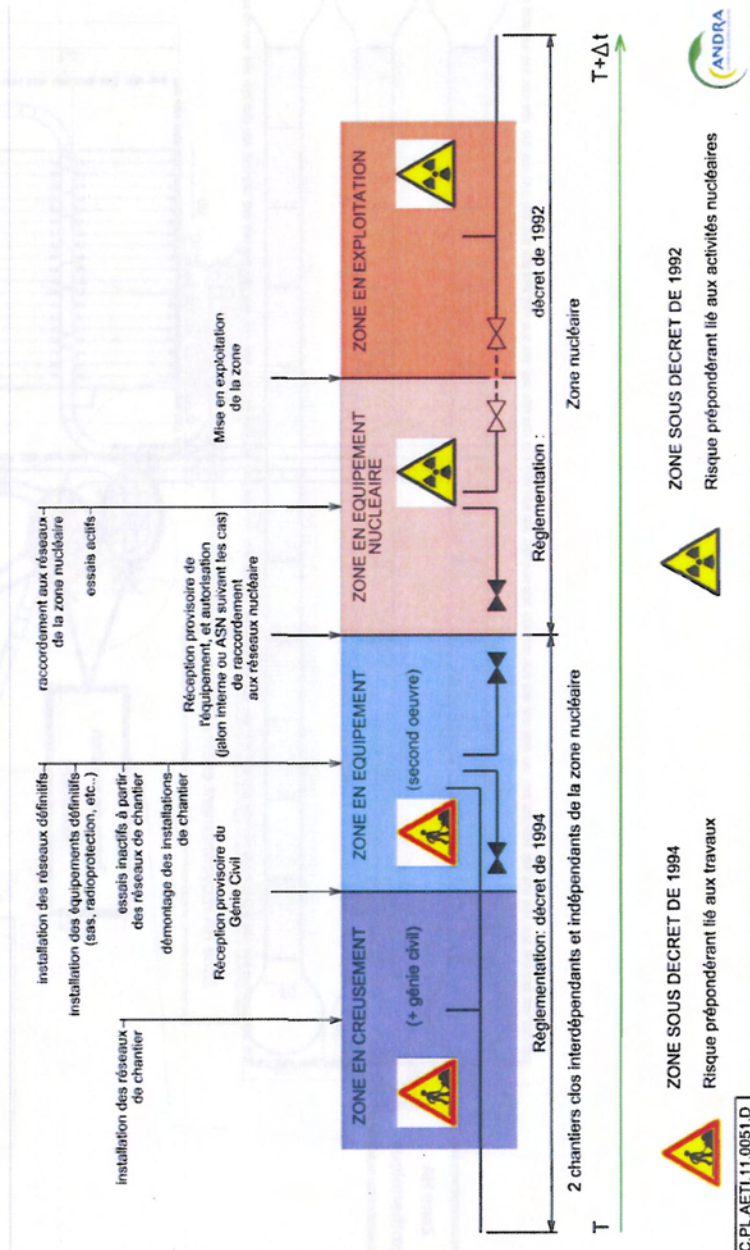 installation des réseaux
de chantier
installation des réseaux définitifs
installation des équipements définitifs
(sas, radioprotection, etc..)
essais inactifs à partir
des réseaux de chantier
démontage des installations
de chantier
Réception provisoire du
Génie Civil
raccordement aux réseaux
de la zone nucléaire
essais actifs
Réception provisoire de
l'équipement, et autorisation
(jalon interne ou ASN suivant les cas)
de raccordement
aux réseaux nucléaire
Mise en exploitation
de la zone
ZONE EN CREUSEMENT
(+ génie civil)
ZONE EN EQUIPEMENT
(second oeuvre)
ZONE EN EQUIPEMENT
NUCLEAIRE
ZONE EN EXPLOITATION
Règlementation: décret de 1994
Règlementation :
décret de 1992
2 chantiers clos interdépendants et indépendants de la zone nucléaire
Zone nucléaire
T
T+Δt
ZONE SOUS DECRET DE 1994
Risque prépondérant lié aux travaux
ZONE SOUS DECRET DE 1992
Risque prépondérant lié aux activités nucléaires
ANDRA
C.PL.AETI.11.0051.D